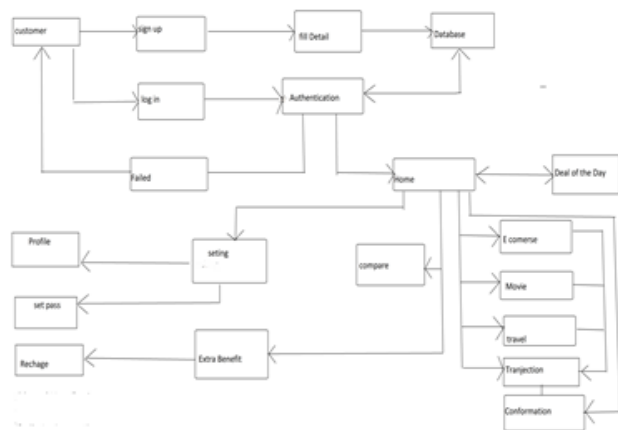 customer
sign up
fill Detail
Database
log in
Authentication
Failed
Home
Deal of the Day
Profile
seting
compare
E comerse
Movie
set pass
travel
Rechage
Extra Benefit
Tranjection
Conformation